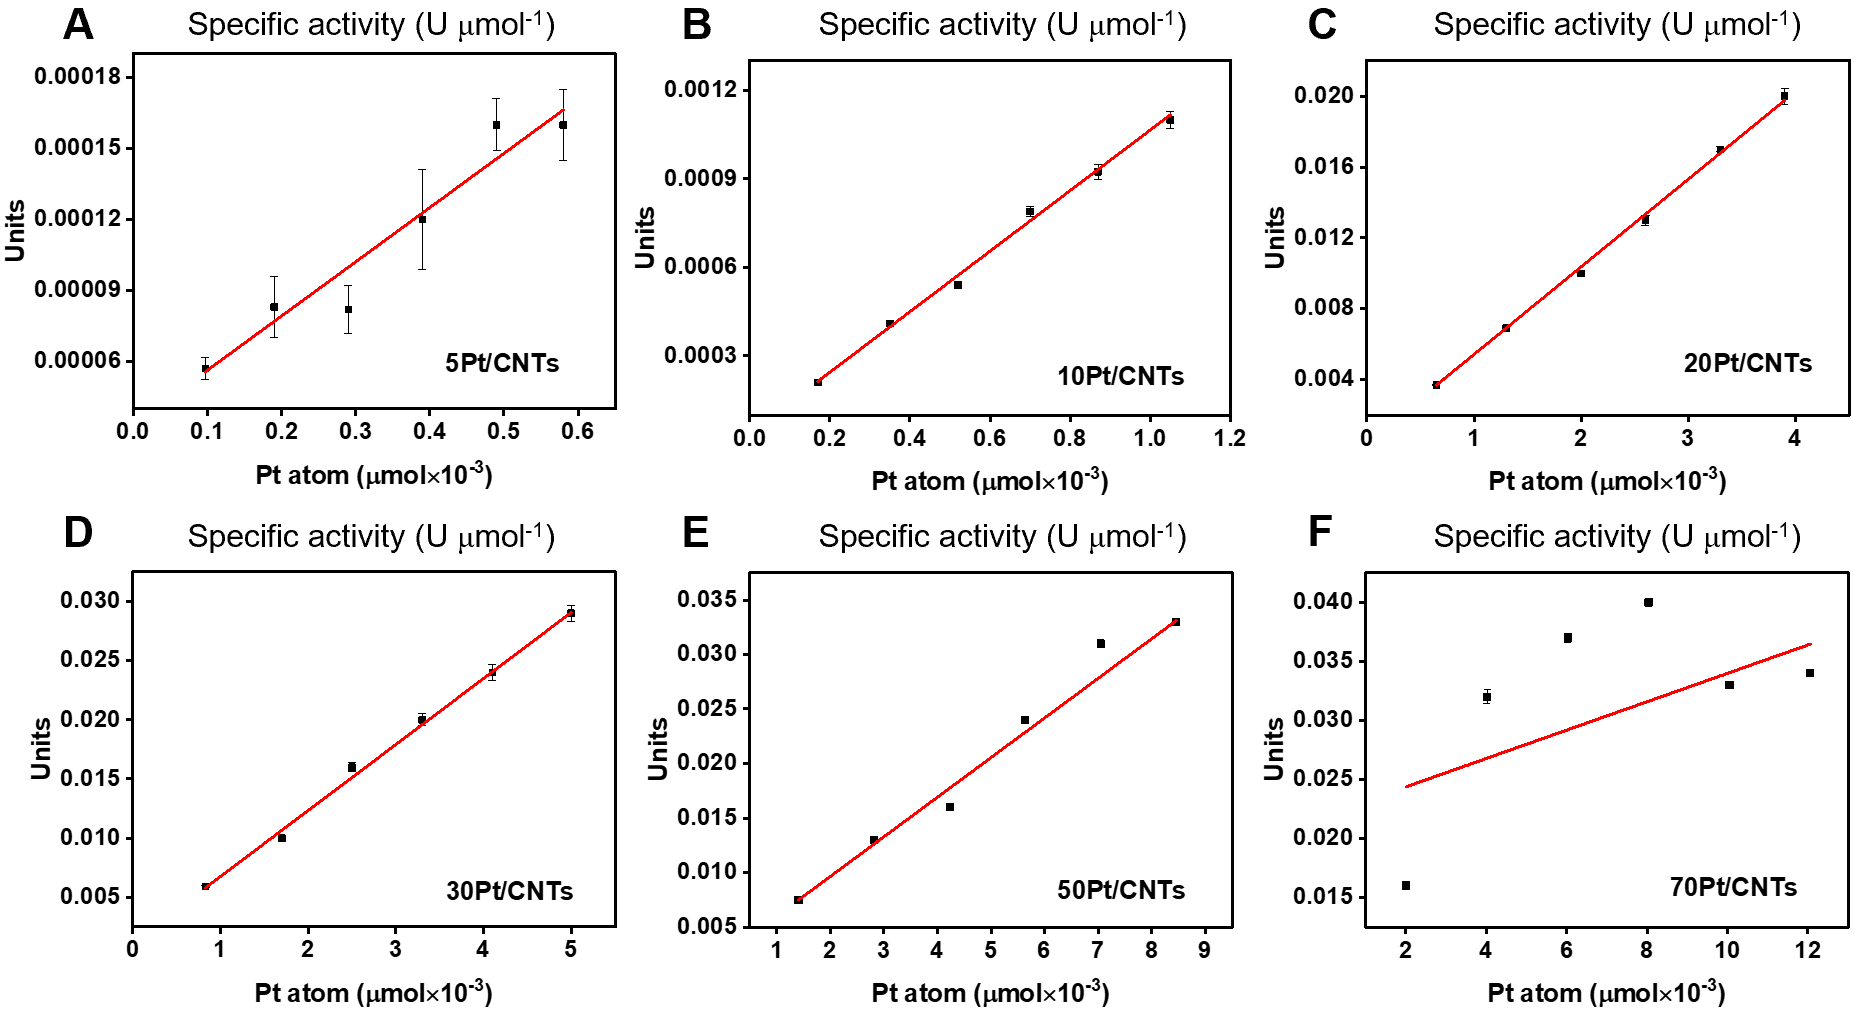 A Specific activity (U μmol-1)
0.00018
0.00015
0.00012
0.00009
0.00006
Units
5Pt/CNTs
0.0 0.1 0.2 0.3 0.4 0.5 0.6
Pt atom (μmol×10-3)
B Specific activity (U μmol-1)
0.0012
0.0009
0.0006
0.0003
Units
10Pt/CNTs
0.0 0.2 0.4 0.6 0.8 1.0 1.2
Pt atom (μmol×10-3)
C Specific activity (U μmol-1)
0.020
0.016
0.012
0.008
0.004
Units
20Pt/CNTs
0 1 2 3 4
Pt atom (μmol×10-3)
D Specific activity (U μmol-1)
0.030
0.025
0.020
0.015
0.010
0.005
Units
30Pt/CNTs
0 1 2 3 4 5
Pt atom (μmol×10-3)
E Specific activity (U μmol-1)
0.035
0.030
0.025
0.020
0.015
0.010
0.005
Units
50Pt/CNTs
1 2 3 4 5 6 7 8 9
Pt atom (μmol×10-3)
F Specific activity (U μmol-1)
0.040
0.035
0.030
0.025
0.020
0.015
Units
70Pt/CNTs
2 4 6 8 10 12
Pt atom (μmol×10-3)